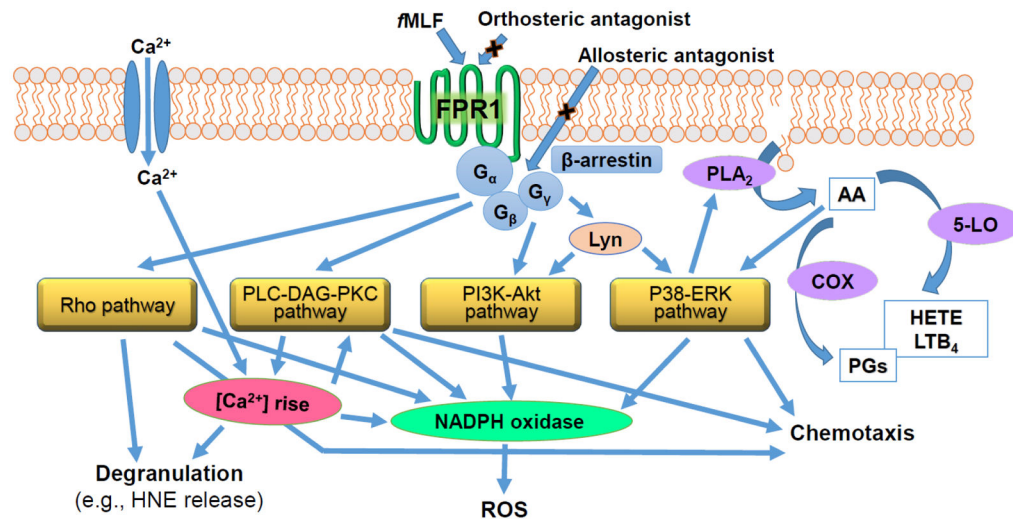 fMLF
Orthosteric antagonist
Ca²⁺
Allosteric antagonist
FPR1
β-arrestin
Ca²⁺
Gα
Gγ
Gβ
PLA₂
AA
5-LO
Lyn
COX
Rho pathway
PLC-DAG-PKC
pathway
PI3K-Akt
pathway
P38-ERK
pathway
HETE
LTB₄
PGs
[Ca²⁺] rise
NADPH oxidase
Chemotaxis
Degranulation
(e.g., HNE release)
ROS